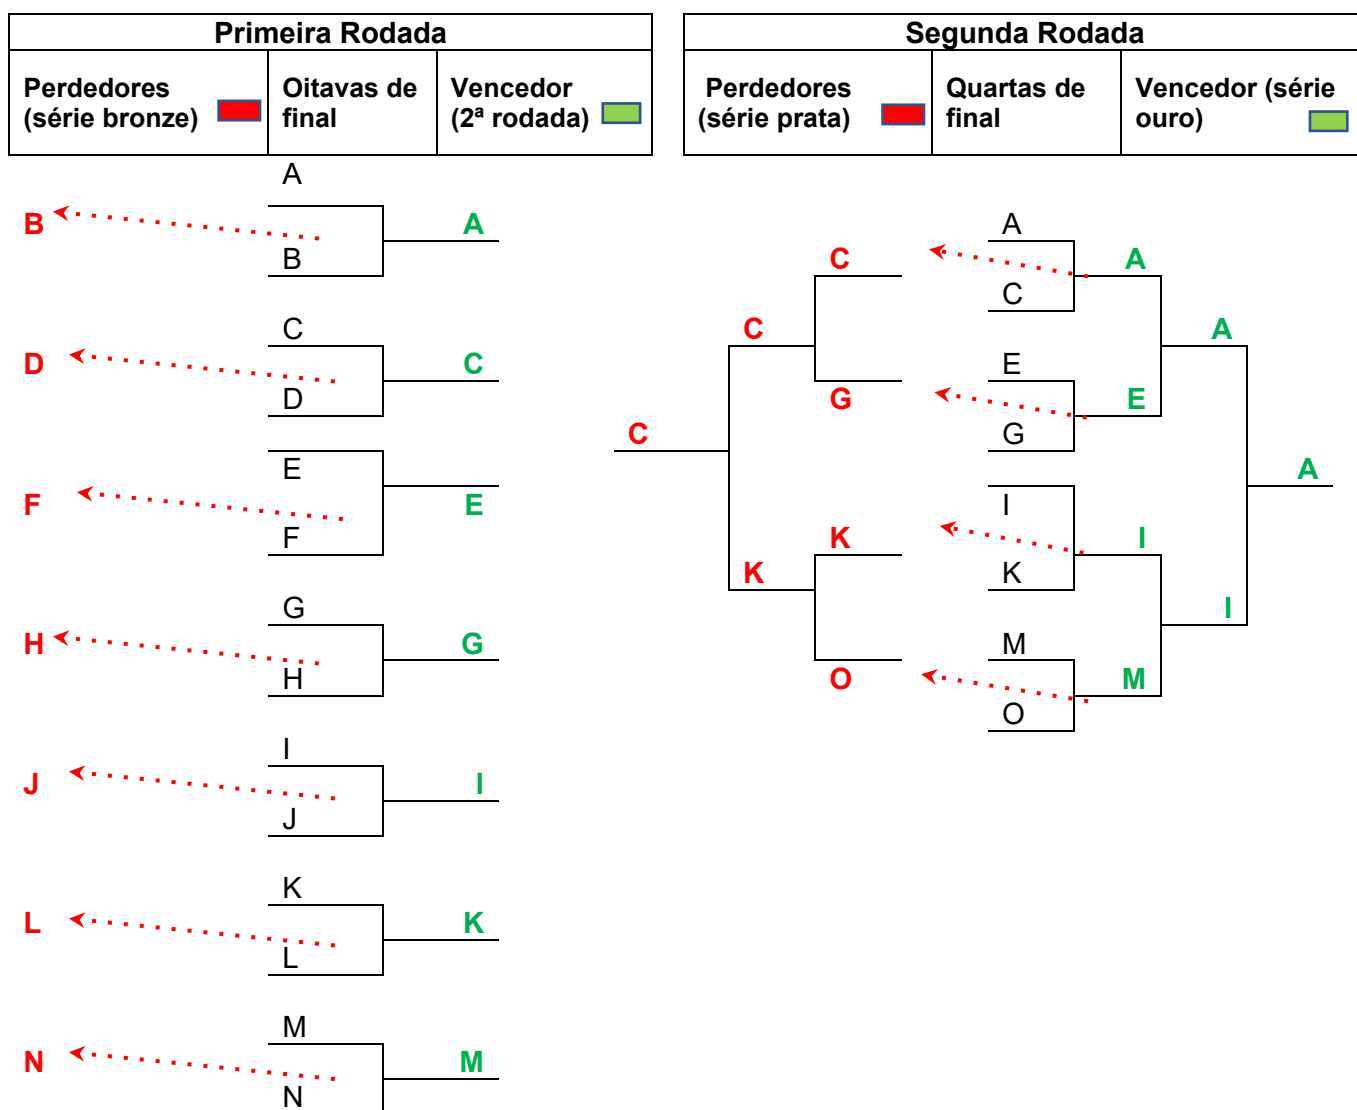 Primeira Rodada
Perdedores (série bronze)
Oitavas de final
Vencedor (2ª rodada)
A
B
B
A
C
D
D
C
E
F
F
E
G
H
H
G
I
J
J
I
K
L
L
K
M
N
N
M
Segunda Rodada
Perdedores (série prata)
Quartas de final
Vencedor (série ouro)
A
C
A
C
C
A
E
G
E
G
C
A
I
K
I
K
K
I
M
O
M
O